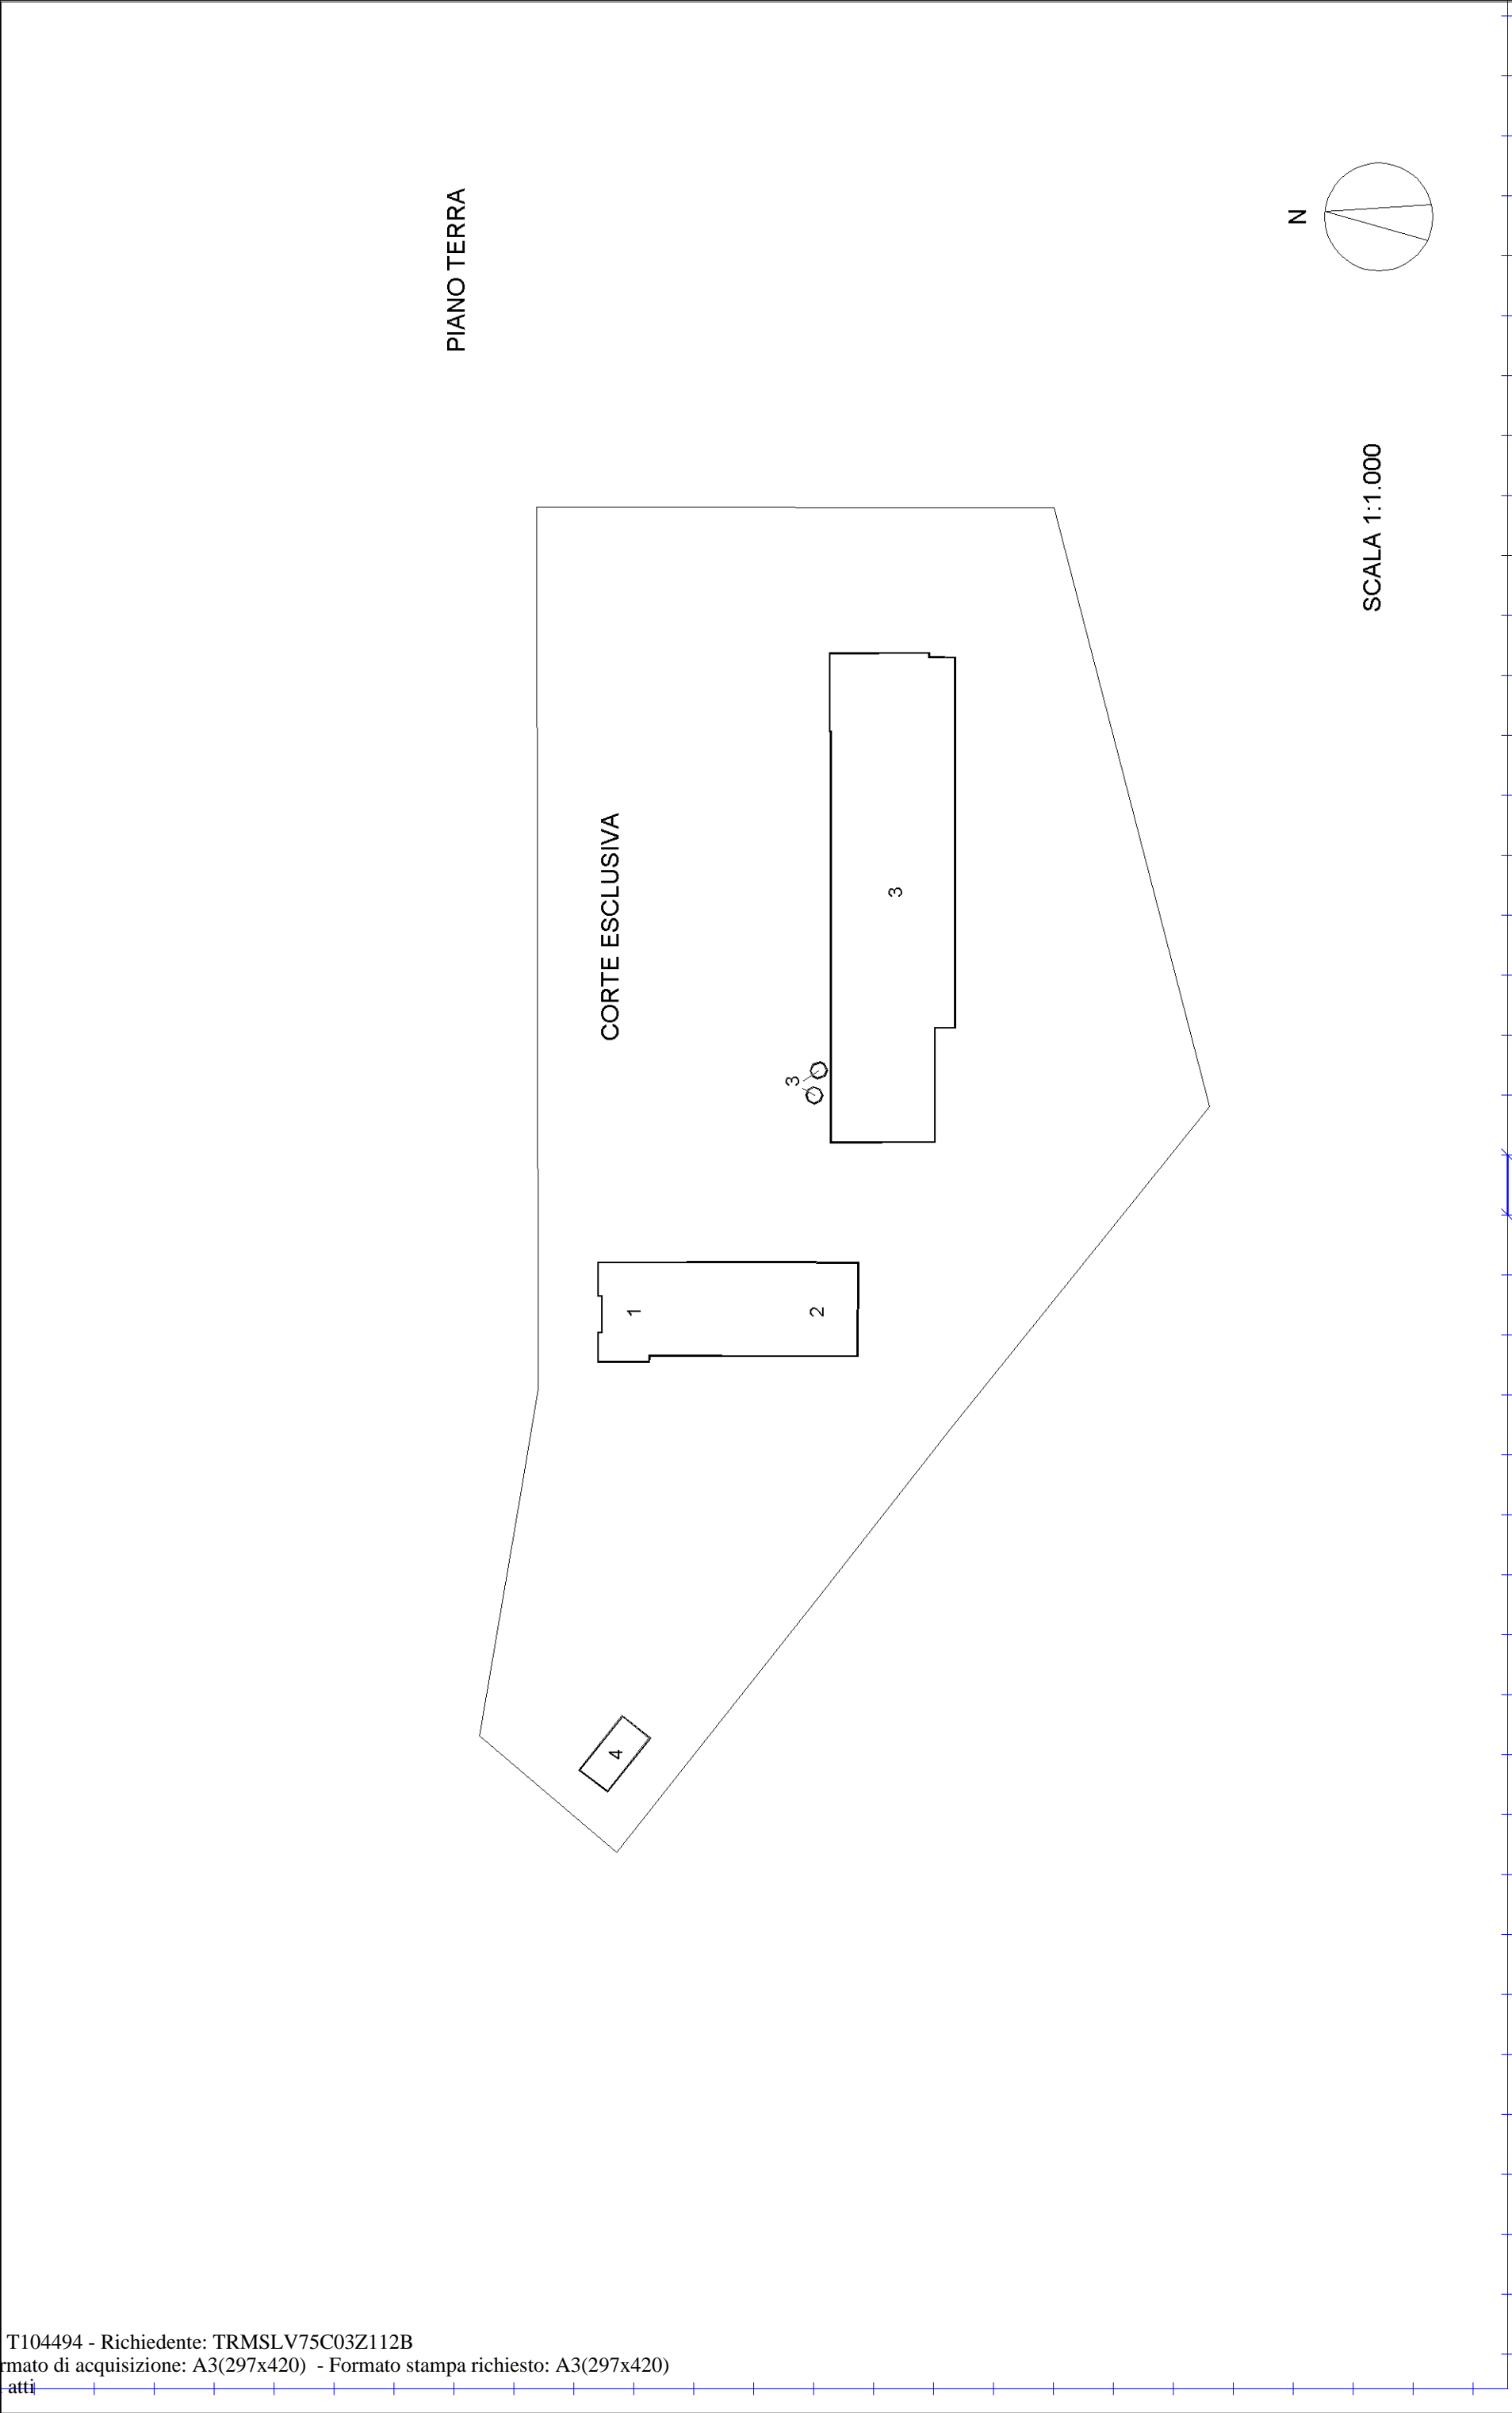 PIANO TERRA
N
SCALA 1:1.000
CORTE ESCLUSIVA
3
3
1
2
4
T104494 - Richiedente: TRMSLV75C03Z112B
rmato di acquisizione: A3(297x420) - Formato stampa richiesto: A3(297x420)
atti